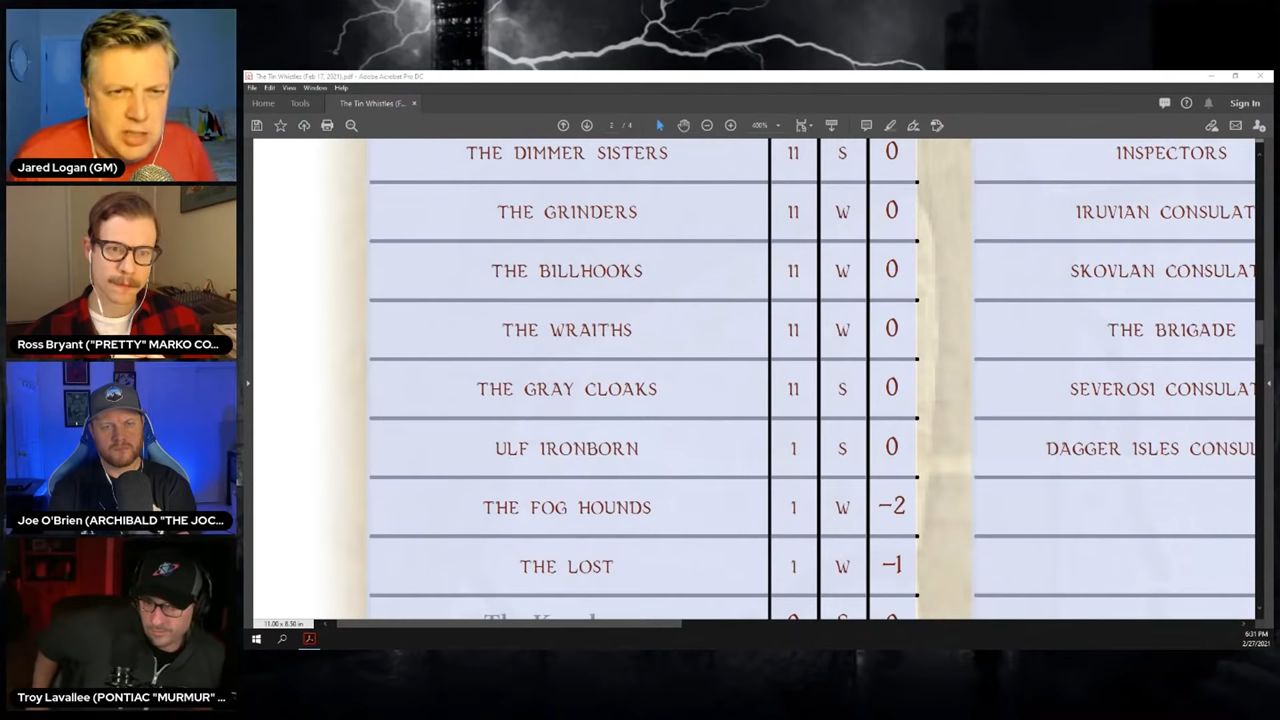 The Tin Whistles (Feb 17, 2021).pdf - Adobe Acrobat Pro DC
File Edit View Window Help
Home Tools The Tin Whistles (F... × Sign In
2 / 4 400%
THE DIMMER SISTERS 11 S 0 INSPECTORS
THE GRINDERS 11 W 0 IRUVIAN CONSULAT
THE BILLHOOKS 11 W 0 SKOVLAN CONSULAT
THE WRAITHS 11 W 0 THE BRIGADE
THE GRAY CLOAKS 11 S 0 SEVEROSI CONSULAT
ULF IRONBORN 1 S 0 DAGGER ISLES CONSUL
THE FOG HOUNDS 1 W -2
THE LOST 1 W -1
11.00 x 8.50 in
6:31 PM
2/27/2021
Jared Logan (GM)
Ross Bryant ("PRETTY" MARKO CO...
Joe O'Brien (ARCHIBALD "THE JOC...
Troy Lavallee (PONTIAC "MURMUR" ...